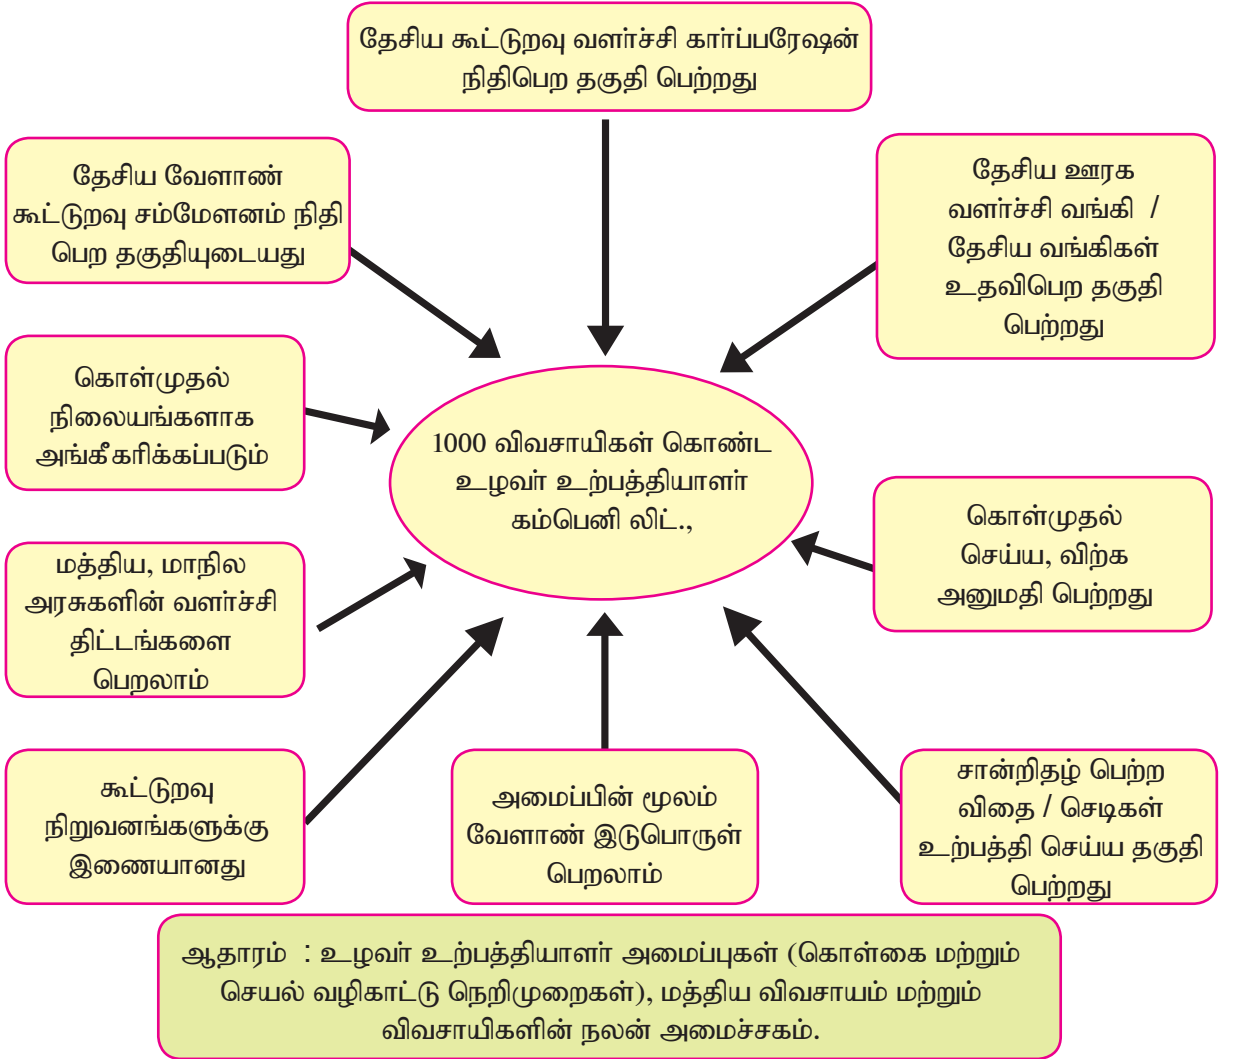 தேசிய கூட்டுறவு வளர்ச்சி கார்ப்பரேஷன்
நிதிபெற தகுதி பெற்றது
தேசிய வேளாண்
கூட்டுறவு சம்மேளனம் நிதி
பெற தகுதியுடையது
தேசிய ஊரக
வளர்ச்சி வங்கி /
தேசிய வங்கிகள்
உதவிபெற தகுதி
பெற்றது
கொள்முதல்
நிலையங்களாக
அங்கீகரிக்கப்படும்
1000 விவசாயிகள் கொண்ட
உழவர் உற்பத்தியாளர்
கம்பெனி லிட்.,
கொள்முதல்
செய்ய, விற்க
அனுமதி பெற்றது
மத்திய, மாநில
அரசுகளின் வளர்ச்சி
திட்டங்களை
பெறலாம்
கூட்டுறவு
நிறுவனங்களுக்கு
இணையானது
அமைப்பின் மூலம்
வேளாண் இடுபொருள்
பெறலாம்
சான்றிதழ் பெற்ற
விதை / செடிகள்
உற்பத்தி செய்ய தகுதி
பெற்றது
ஆதாரம் : உழவர் உற்பத்தியாளர் அமைப்புகள் (கொள்கை மற்றும்
செயல் வழிகாட்டு நெறிமுறைகள்), மத்திய விவசாயம் மற்றும்
விவசாயிகளின் நலன் அமைச்சகம்.